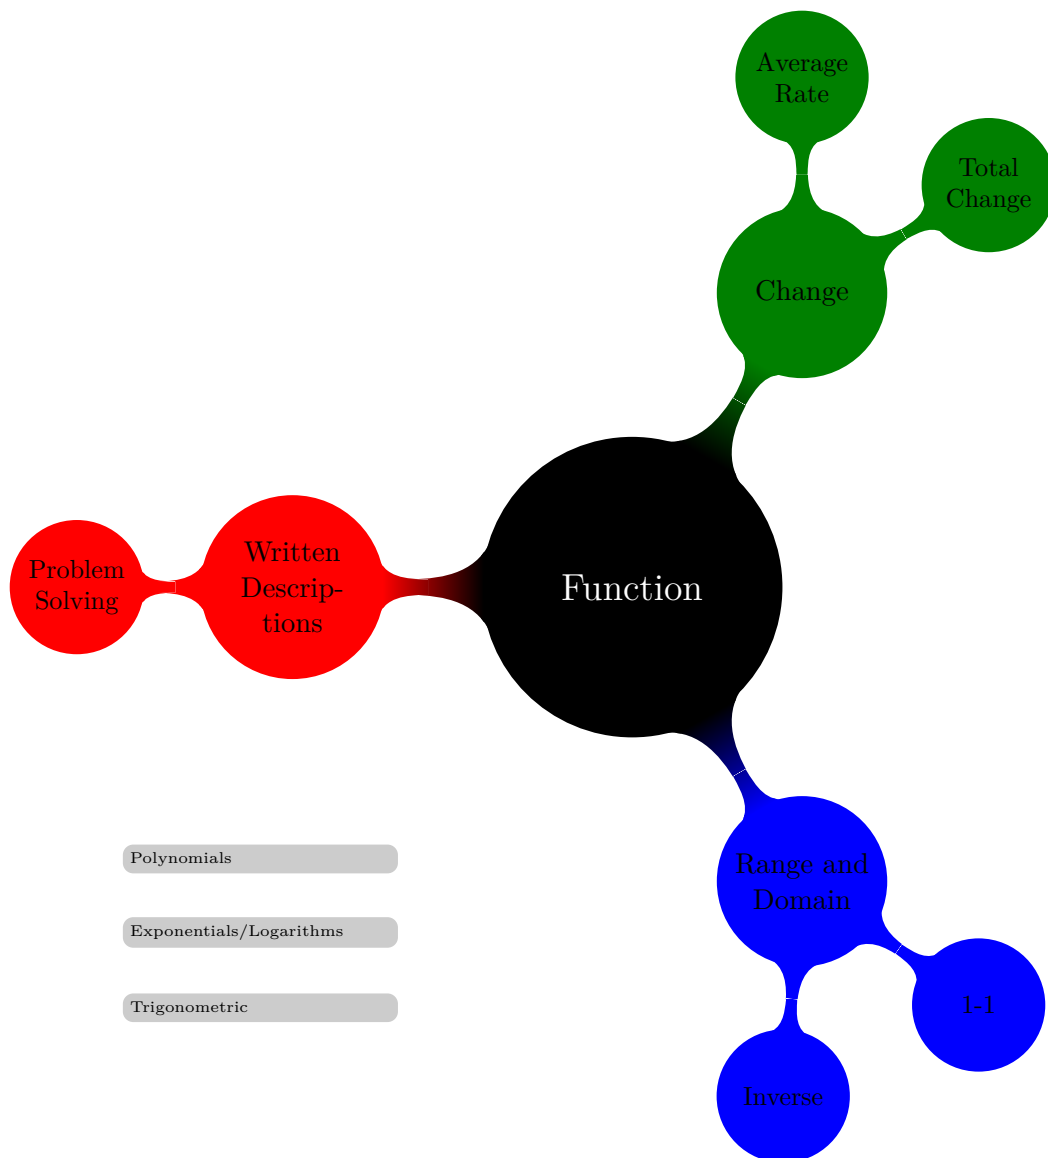 Average
Rate
Total
Change
Change
Function
Written
Descrip-
tions
Problem
Solving
Range and
Domain
1-1
Inverse
Polynomials
Exponentials/Logarithms
Trigonometric